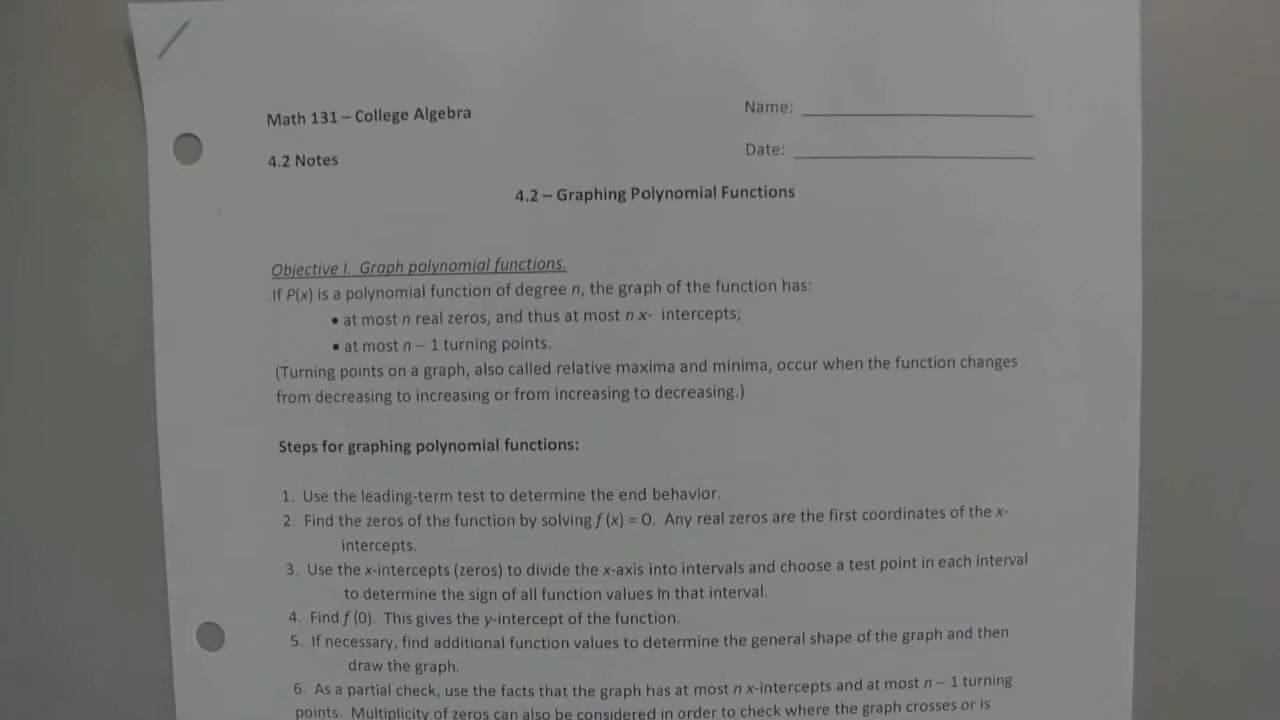 Math 131 – College Algebra
Name:
4.2 Notes
Date:
4.2 – Graphing Polynomial Functions
Objective I. Graph polynomial functions.
If P(x) is a polynomial function of degree n, the graph of the function has:
• at most n real zeros, and thus at most n x- intercepts;
• at most n – 1 turning points.
(Turning points on a graph, also called relative maxima and minima, occur when the function changes
from decreasing to increasing or from increasing to decreasing.)
Steps for graphing polynomial functions:
1. Use the leading-term test to determine the end behavior.
2. Find the zeros of the function by solving f (x) = 0. Any real zeros are the first coordinates of the x-
intercepts.
3. Use the x-intercepts (zeros) to divide the x-axis into intervals and choose a test point in each interval
to determine the sign of all function values in that interval.
4. Find f (0). This gives the y-intercept of the function.
5. If necessary, find additional function values to determine the general shape of the graph and then
draw the graph.
6. As a partial check, use the facts that the graph has at most n x-intercepts and at most n – 1 turning
points. Multiplicity of zeros can also be considered in order to check where the graph crosses or is